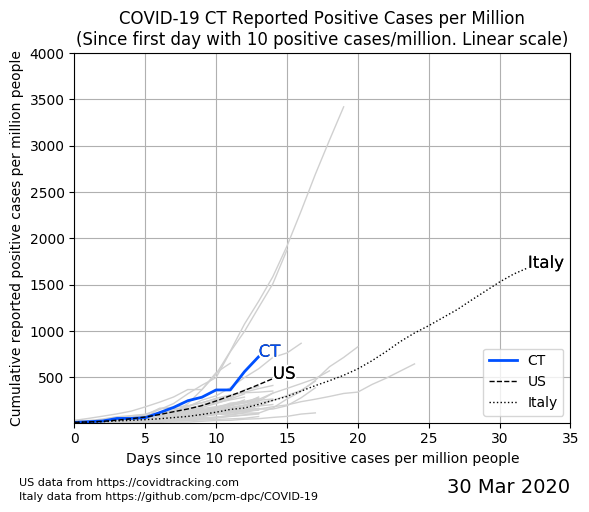 COVID-19 CT Reported Positive Cases per Million
(Since first day with 10 positive cases/million. Linear scale)
Cumulative reported positive cases per million people
4000
3500
3000
2500
2000
1500
1000
500
Italy
CT
US
CT
US
Italy
0 5 10 15 20 25 30 35
Days since 10 reported positive cases per million people
US data from https://covidtracking.com
Italy data from https://github.com/pcm-dpc/COVID-19
30 Mar 2020